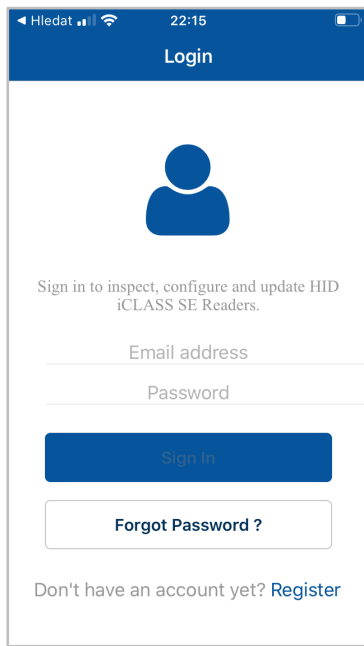 ◀ Hledat 22:15
Login
Sign in to inspect, configure and update HID
iCLASS SE Readers.
Email address
Password
Sign In
Forgot Password ?
Don't have an account yet? Register